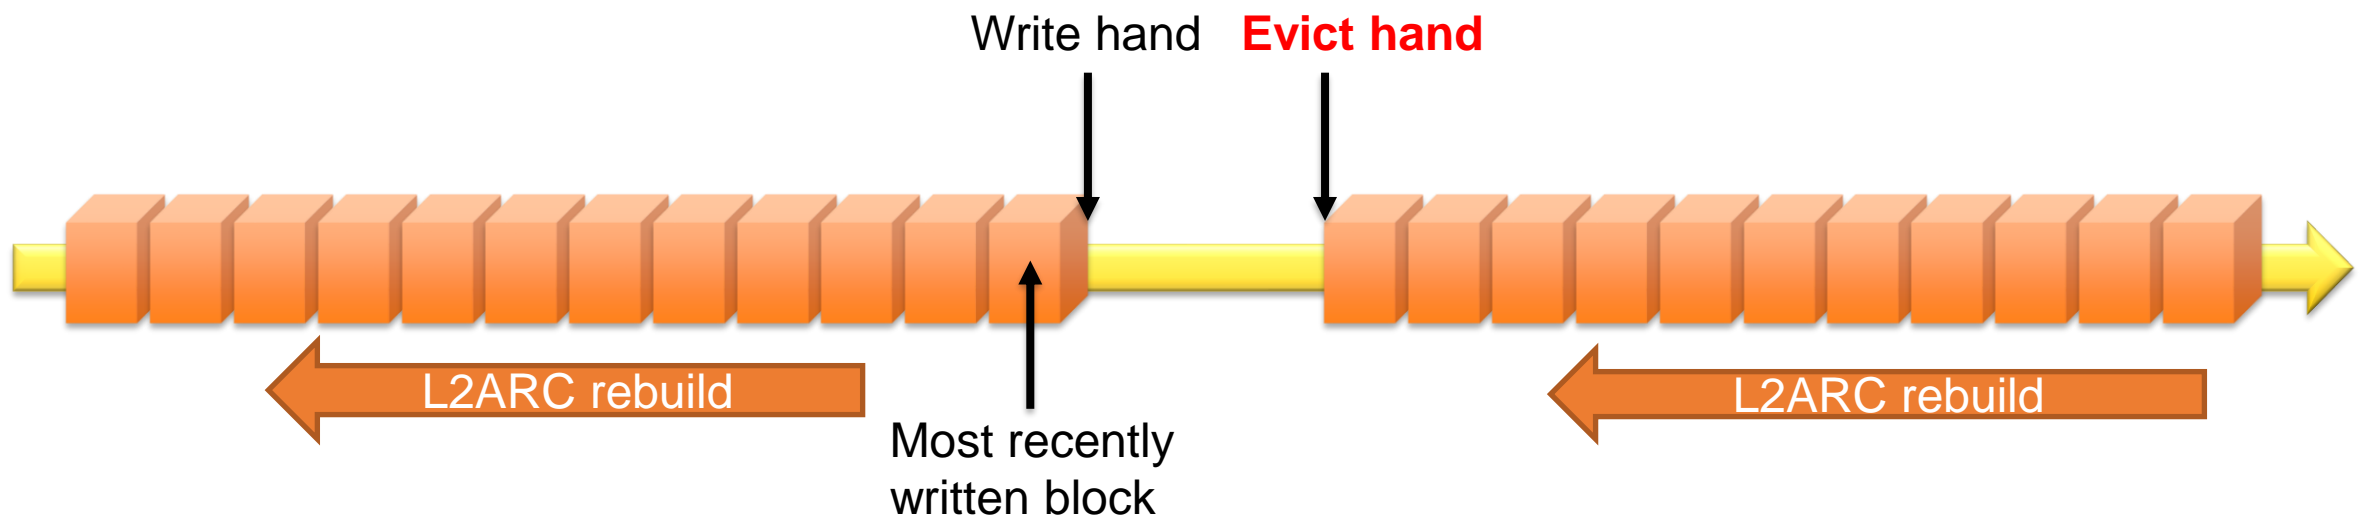 Write hand
Evict hand
L2ARC rebuild
L2ARC rebuild
Most recently
written block